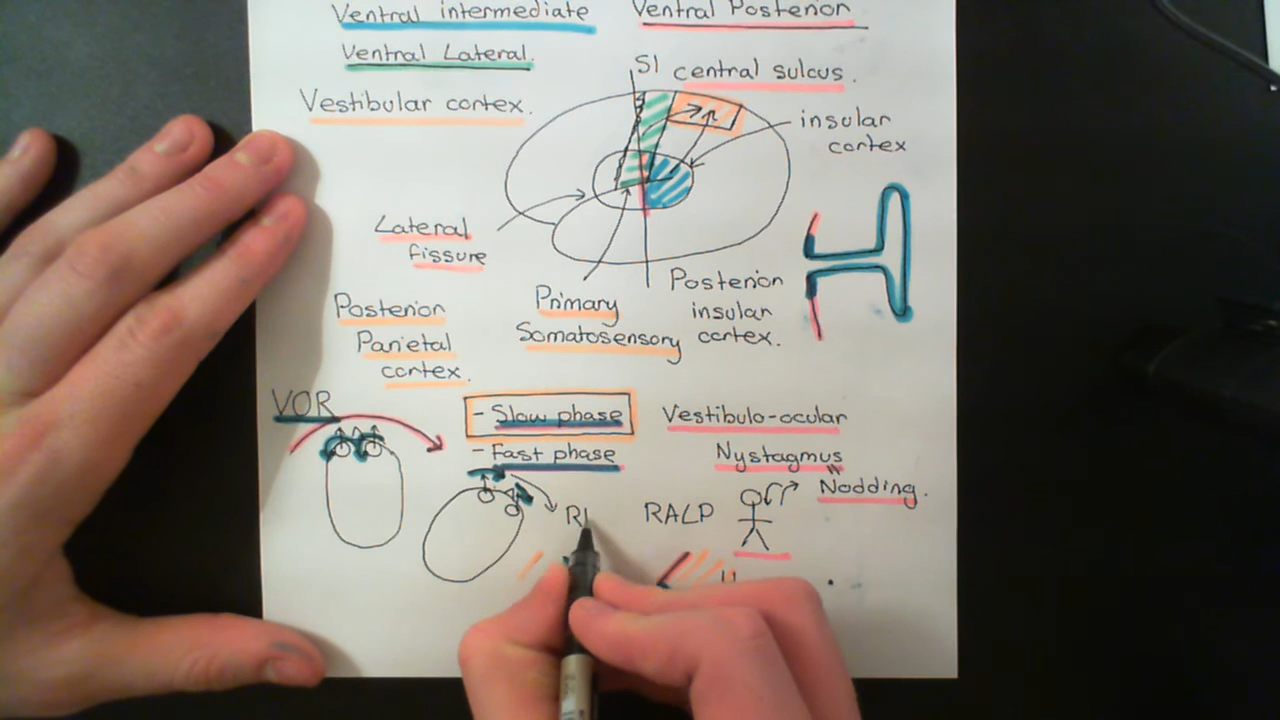 Ventral intermediate
Ventral Posterior
Ventral Lateral.
S1 central sulcus.
Vestibular cortex.
insular
cortex
Lateral
fissure
Posterior
Parietal
cortex.
Primary
Somatosensory
Posterior
insular
cortex.
VOR
- Slow phase
- Fast phase
Vestibulo-ocular
Nystagmus
"
Nodding.
RALP